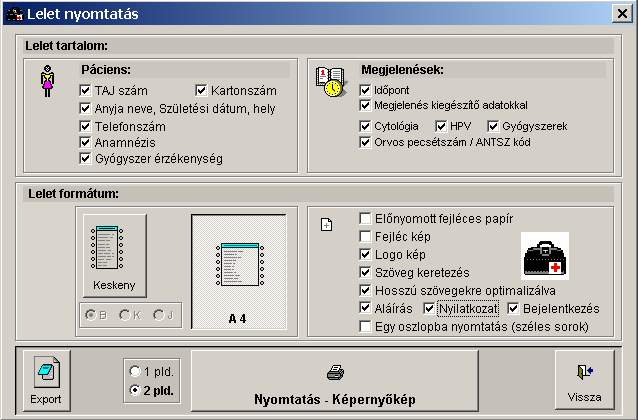 Lelet nyomtatás
Lelet tartalom:
Páciens:
TAJ szám Kartonszám
Anyja neve, Születési dátum, hely
Telefonszám
Anamnézis
Gyógyszer érzékenység
Megjelenések:
Időpont
Megjelenés kiegészítő adatokkal
Cytológia HPV Gyógyszerek
Orvos pecsétszám / ANTSZ kód
Lelet formátum:
Keskeny
B K J
A 4
Előnyomott fejléces papír
Fejléc kép
Logo kép
Szöveg keretezés
Hosszú szövegekre optimalizálva
Aláírás Nyilatkozat Bejelentkezés
Egy oszlopba nyomtatás (széles sorok)
Export
1 pld.
2 pld.
Nyomtatás - Képernyőkép
Vissza